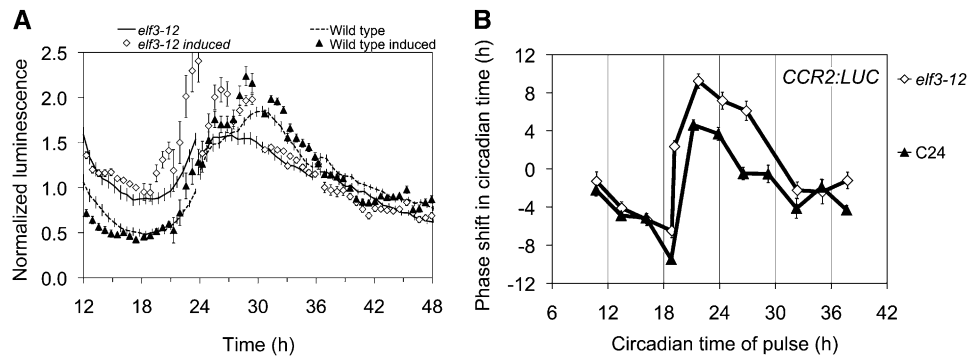 A
elf3-12
Wild type
elf3-12 induced
Wild type induced
Normalized luminescence
2.5
2.0
1.5
1.0
0.5
0.0
12 18 24 30 36 42 48
Time (h)
B
Phase shift in circadian time (h)
12
8
4
0
-4
-8
-12
CCR2:LUC
elf3-12
C24
6 12 18 24 30 36 42
Circadian time of pulse (h)